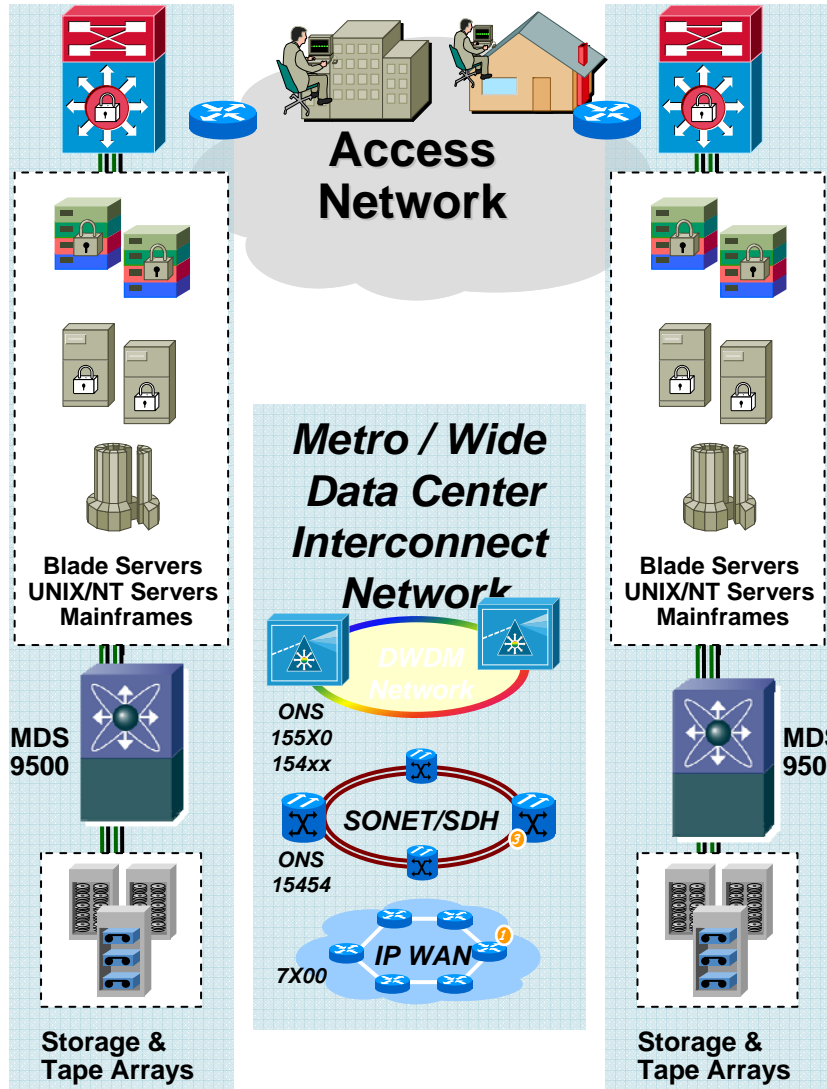 Access
Network
Blade Servers
UNIX/NT Servers
Mainframes
MDS
9500
Storage &
Tape Arrays
Metro / Wide
Data Center
Interconnect
Network
DWDM
Network
ONS
155X0
154xx
SONET/SDH
3
ONS
15454
IP WAN
1
7X00
Blade Servers
UNIX/NT Servers
Mainframes
MDS
950
Storage &
Tape Arrays